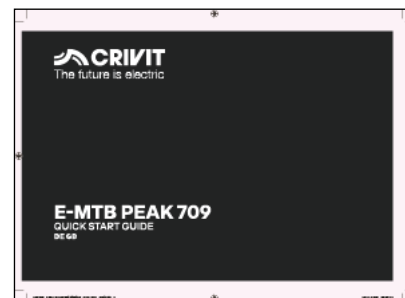 CRIVIT
The future is electric
E-MTB PEAK 709
QUICK START GUIDE
DE GB